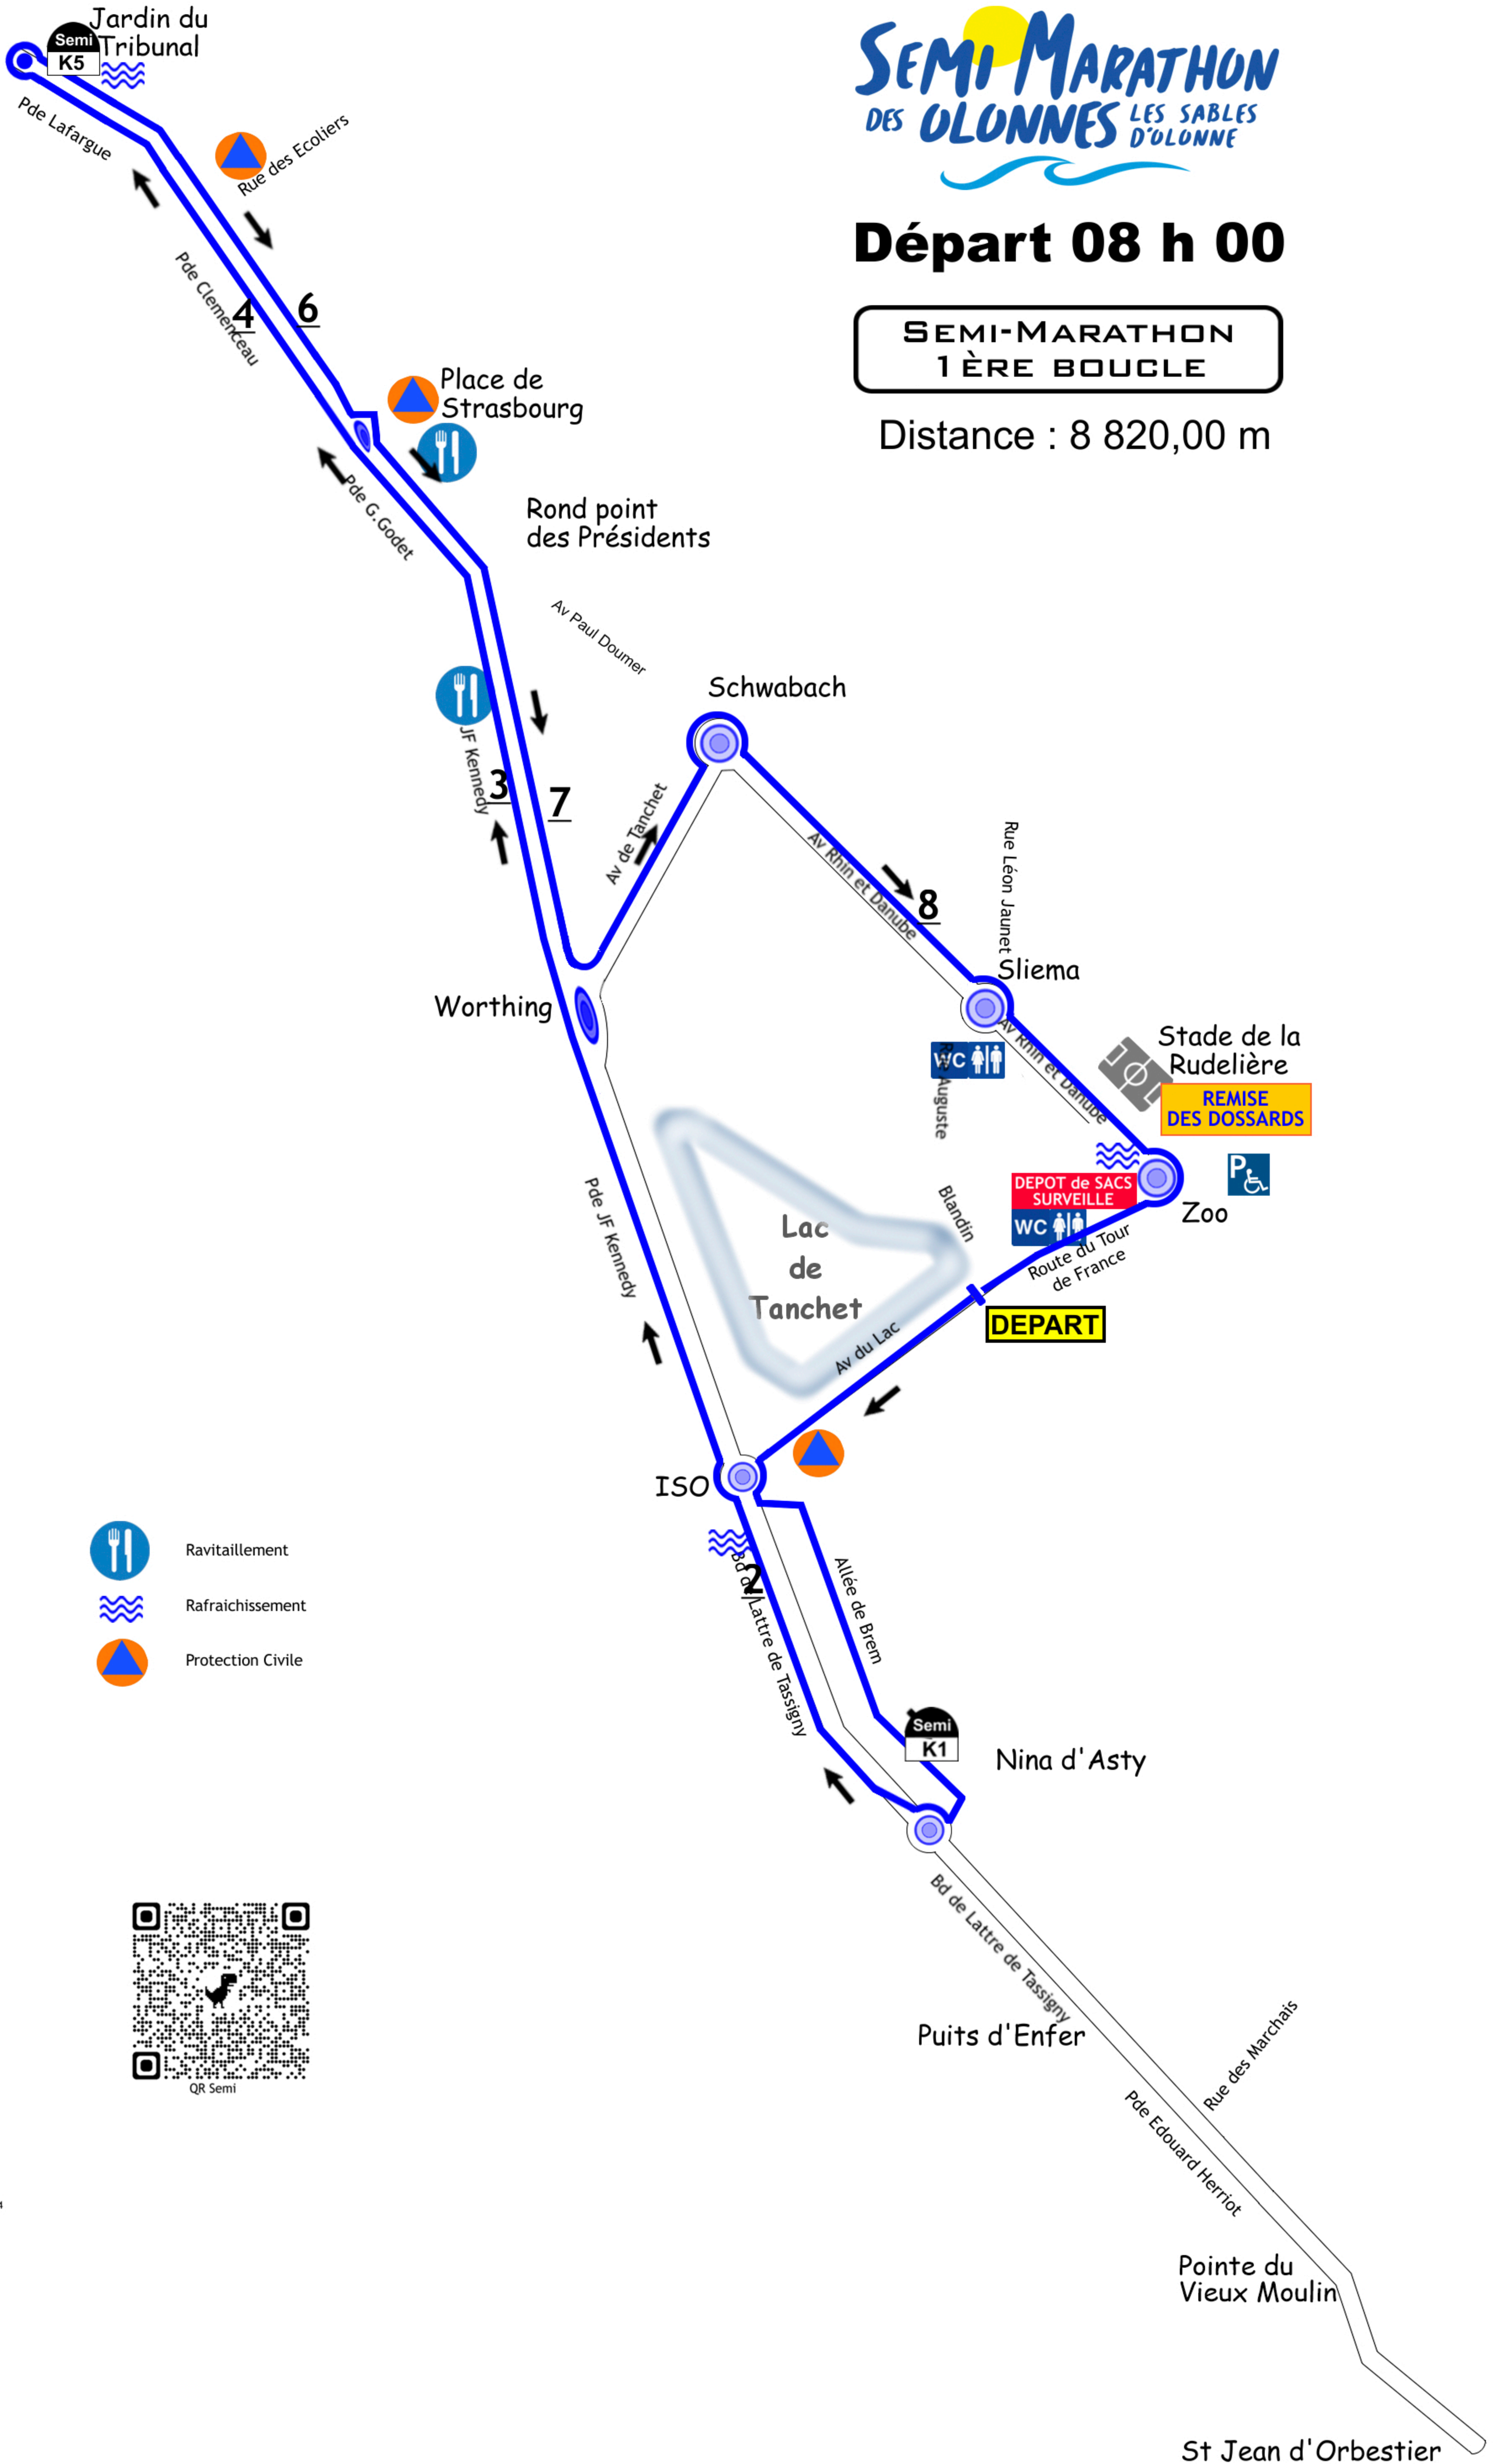 Jardin du
Tribunal
Semi
K5
Pde Lafargue
Rue des Ecoliers
SEMI MARATHON
DES OLONNES LES SABLES
D'OLONNE
Départ 08 h 00
SEMI-MARATHON
1ÈRE BOUCLE
Distance : 8 820,00 m
Pde Clemenceau
4
6
Place de
Strasbourg
Pde G.Godet
Rond point
des Présidents
Av Paul Doumer
Schwabach
JF Kennedy
3
7
Av de Tanchet
Av Rhin et Danube
8
Rue Léon Jaunet
Sliema
Worthing
WC
Rue Auguste
Av Rhin et Danube
Stade de la
Rudelière
REMISE
DES DOSSARDS
P
DEPOT de SACS
SURVEILLE
WC
Zoo
Blandin
Route du Tour
de France
Pde JF Kennedy
Lac
de
Tanchet
DEPART
Av du Lac
ISO
2
Bd de Lattre de Tassigny
Allée de Brem
Ravitaillement
Rafraichissement
Protection Civile
Semi
K1
Nina d'Asty
Bd de Lattre de Tassigny
Puits d'Enfer
QR Semi
Rue des Marchais
Pde Edouard Herriot
Pointe du
Vieux Moulin
St Jean d'Orbestier